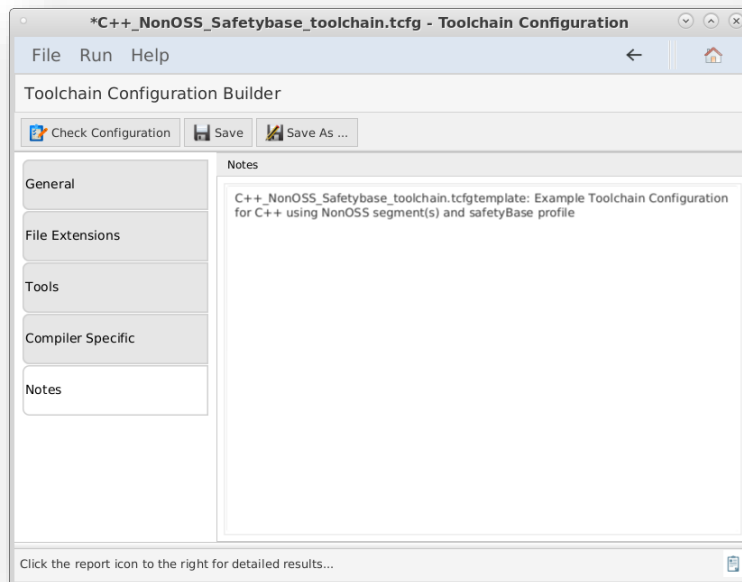 *C++_NonOSS_Safetybase_toolchain.tcfg - Toolchain Configuration
File Run Help
Toolchain Configuration Builder
Check Configuration Save Save As ...
General
File Extensions
Tools
Compiler Specific
Notes
Notes
C++_NonOSS_Safetybase_toolchain.tcfgtemplate: Example Toolchain Configuration
for C++ using NonOSS segment(s) and safetyBase profile
Click the report icon to the right for detailed results...